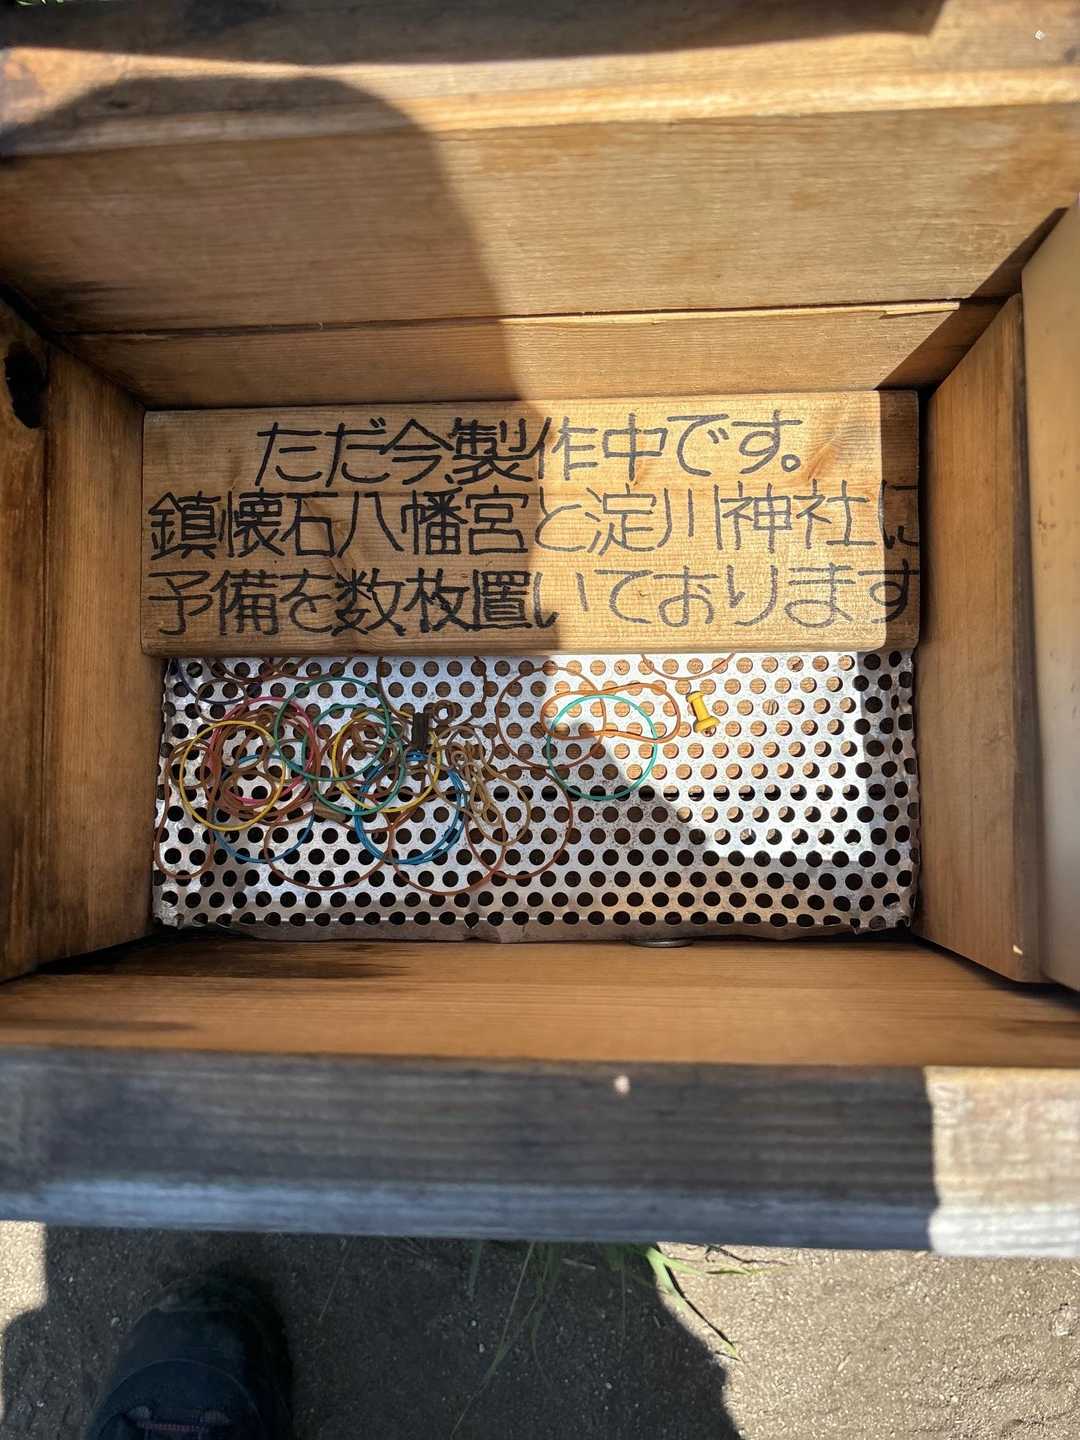 ただ今製作中です。
鎮懐石八幡宮と淀川神社に
予備を数枚置いております